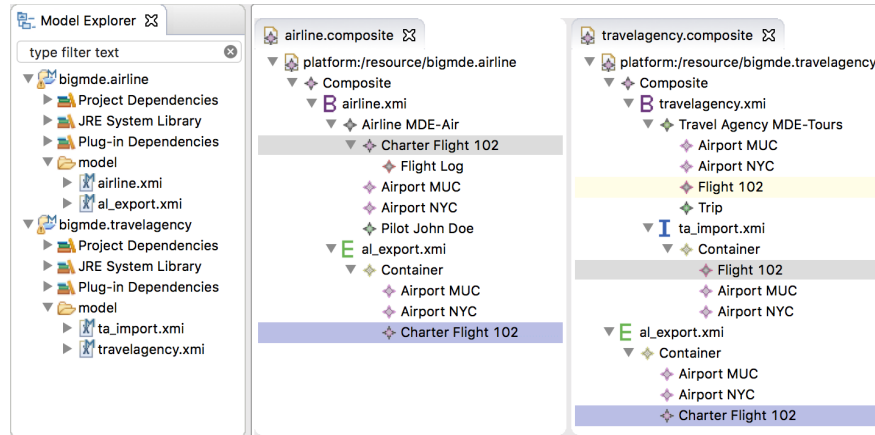 Model Explorer
type filter text
bigmde.airline
Project Dependencies
JRE System Library
Plug-in Dependencies
model
airline.xmi
al_export.xmi
bigmde.travelagency
Project Dependencies
JRE System Library
Plug-in Dependencies
model
ta_import.xmi
travelagency.xmi
airline.composite
platform:/resource/bigmde.airline
Composite
B airline.xmi
Airline MDE-Air
Charter Flight 102
Flight Log
Airport MUC
Airport NYC
Pilot John Doe
E al_export.xmi
Container
Airport MUC
Airport NYC
Charter Flight 102
travelagency.composite
platform:/resource/bigmde.travelagency
Composite
B travelagency.xmi
Travel Agency MDE-Tours
Airport MUC
Airport NYC
Flight 102
Trip
I ta_import.xmi
Container
Flight 102
Airport MUC
Airport NYC
E al_export.xmi
Container
Airport MUC
Airport NYC
Charter Flight 102